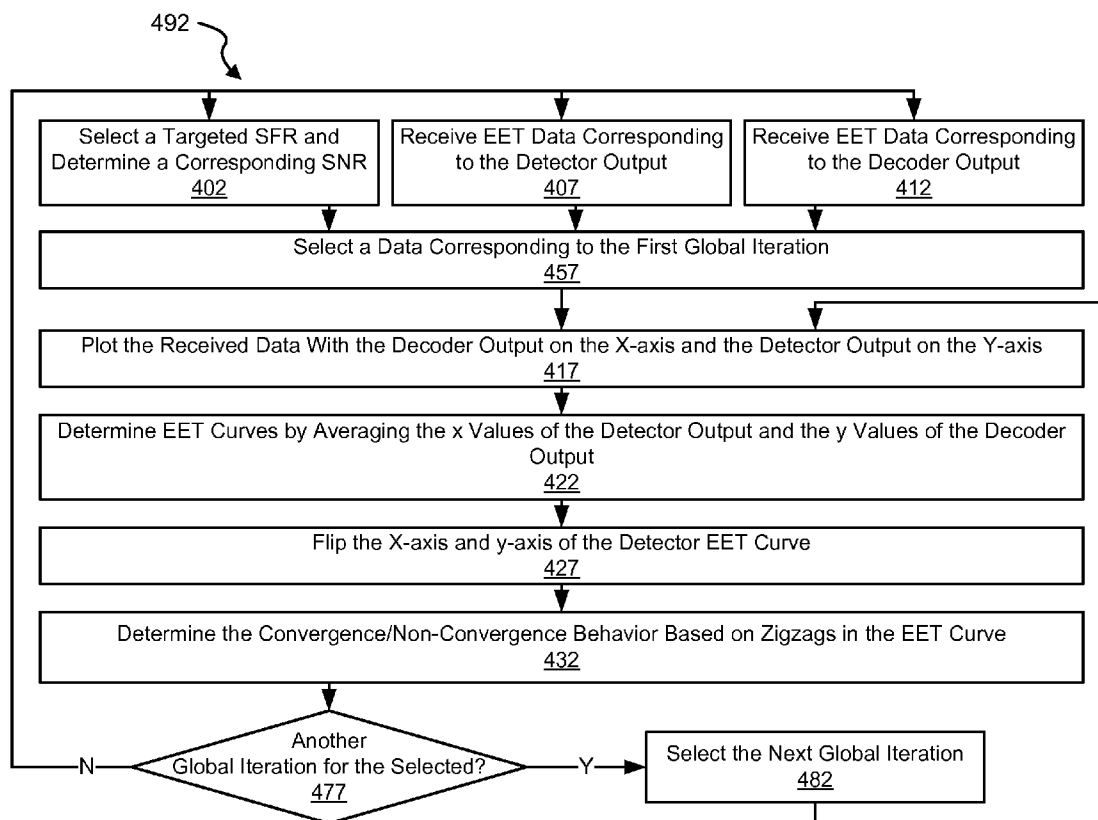 492
Select a Targeted SFR and
Determine a Corresponding SNR
402
Receive EET Data Corresponding
to the Detector Output
407
Receive EET Data Corresponding
to the Decoder Output
412
Select a Data Corresponding to the First Global Iteration
457
Plot the Received Data With the Decoder Output on the X-axis and the Detector Output on the Y-axis
417
Determine EET Curves by Averaging the x Values of the Detector Output and the y Values of the Decoder
Output
422
Flip the X-axis and y-axis of the Detector EET Curve
427
Determine the Convergence/Non-Convergence Behavior Based on Zigzags in the EET Curve
432
Another
Global Iteration for the Selected?
477
N
Y
Select the Next Global Iteration
482